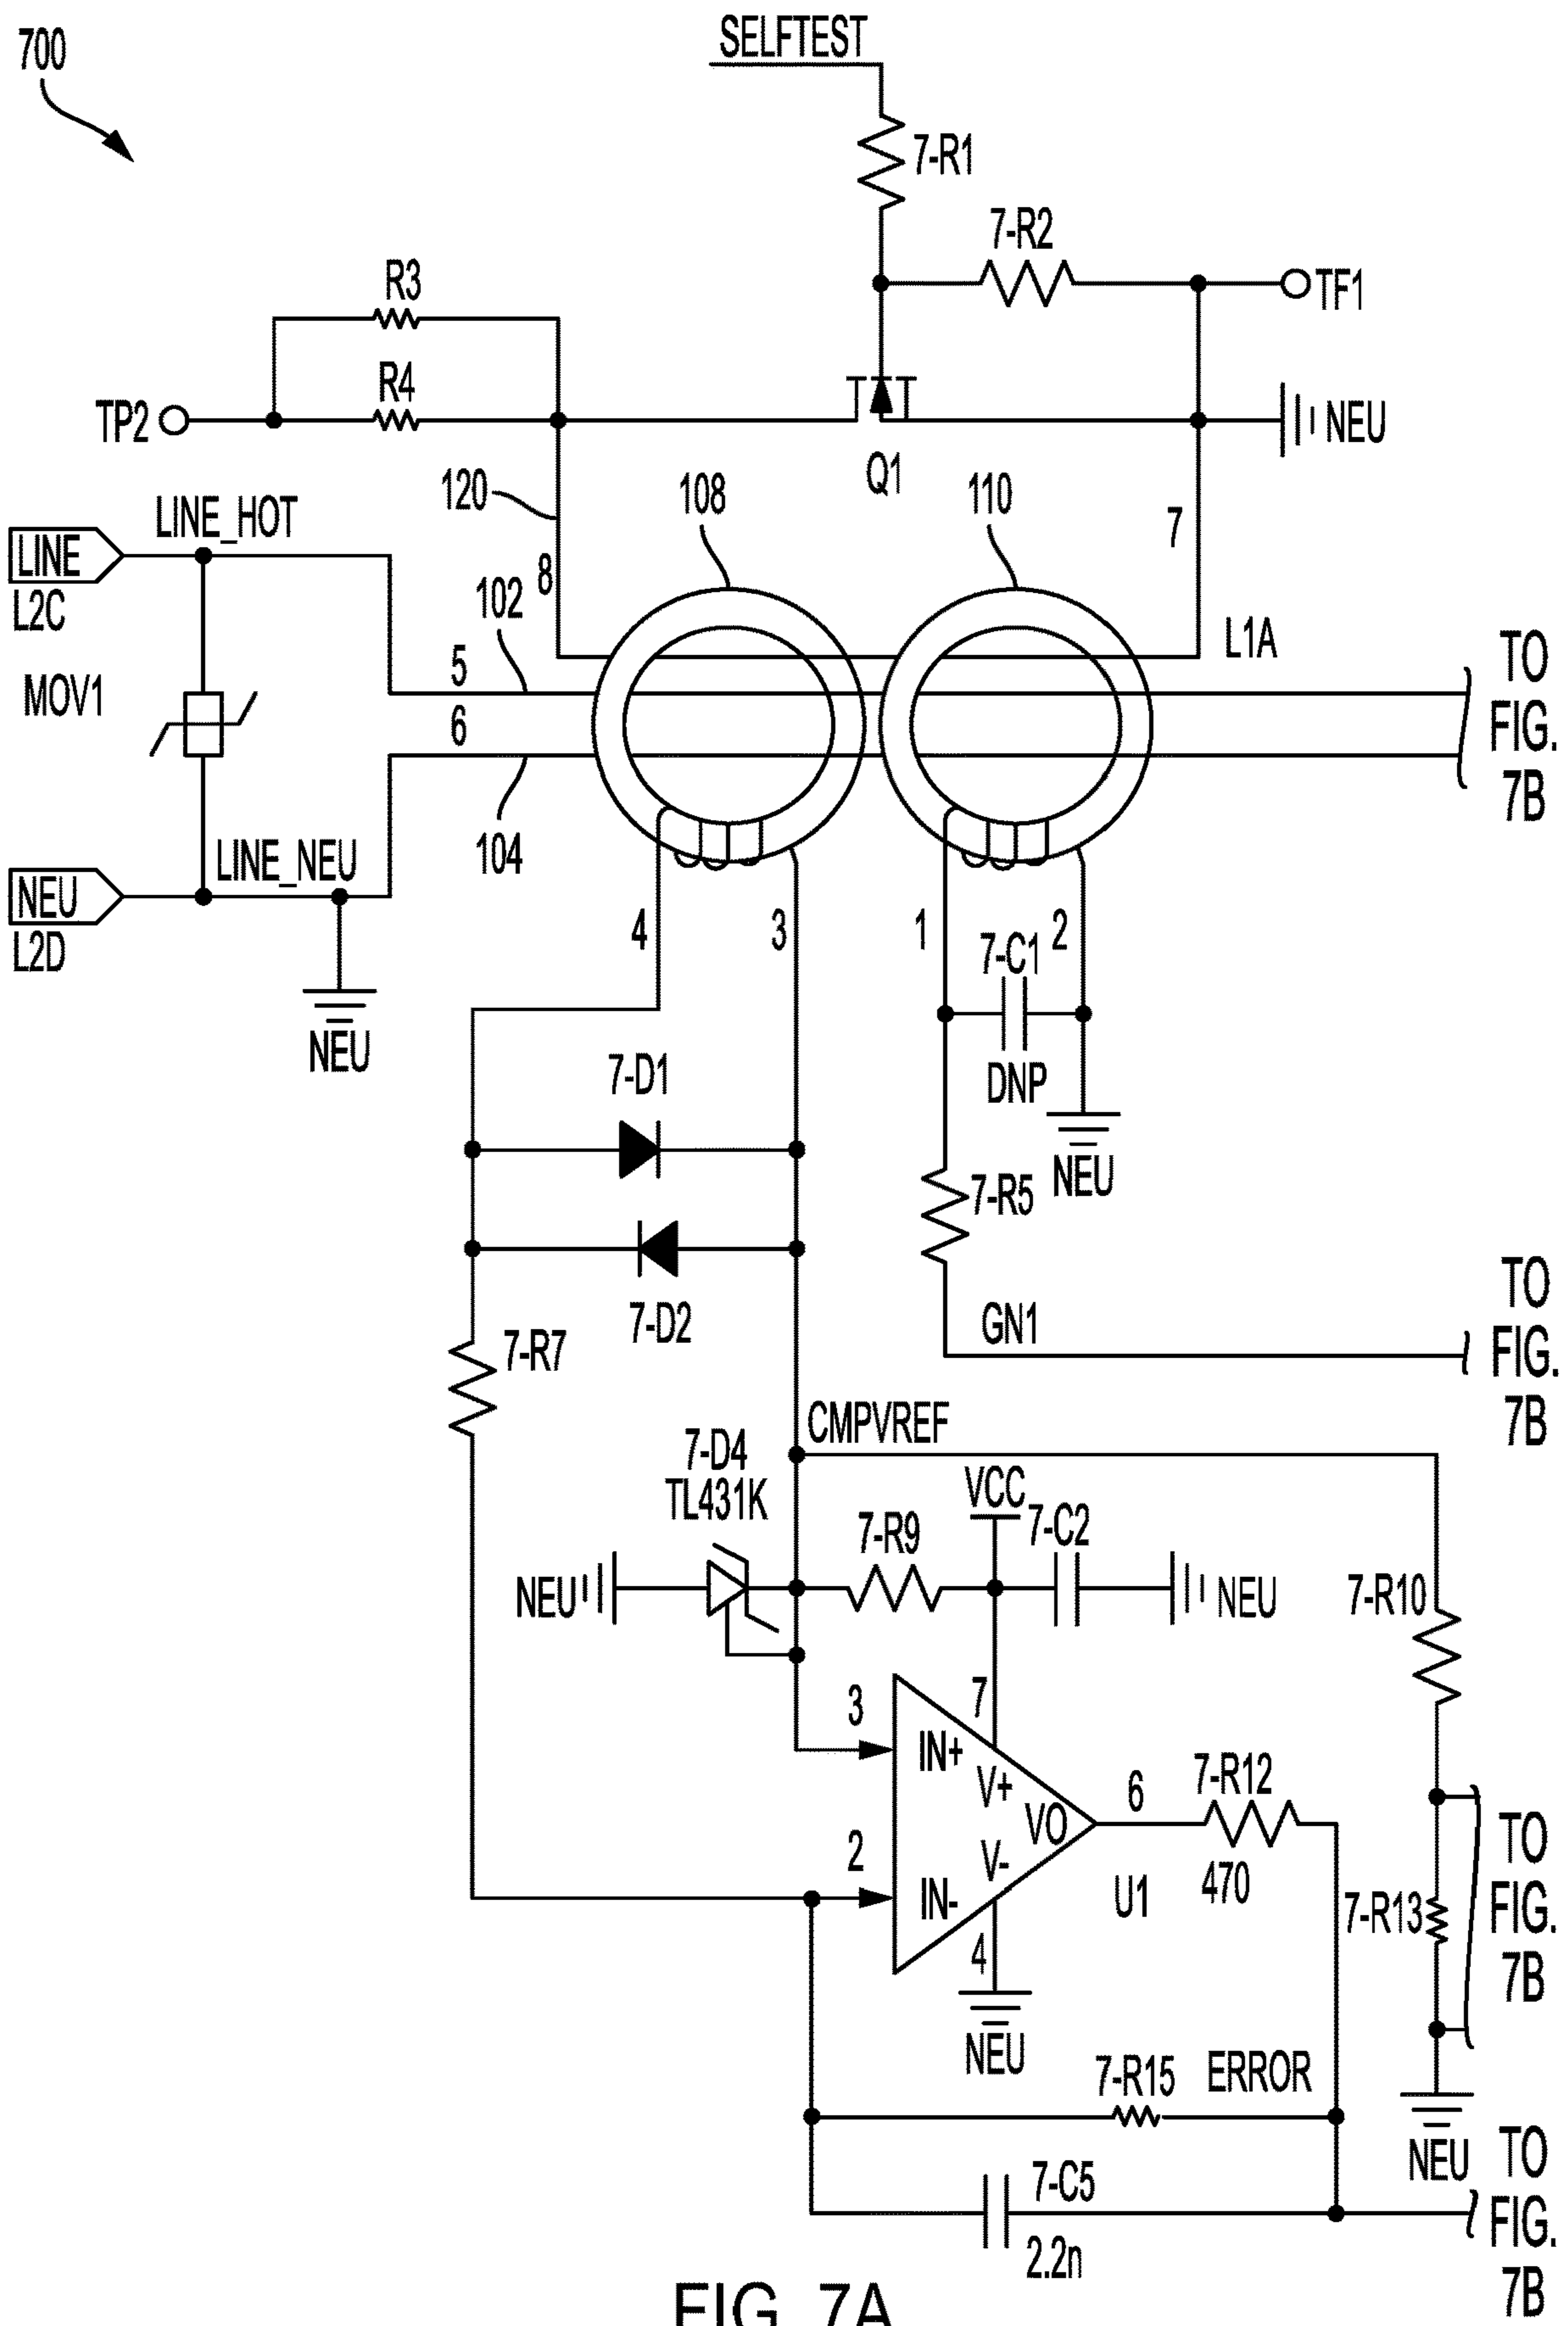 700
SELFTEST
7-R1
7-R2
TF1
R3
R4
TP2
Q1
NEU
120
108
110
7
8
LINE_HOT
LINE
L2C
102
5
6
MOV1
L1A
TO
FIG.
7B
104
LINE_NEU
NEU
L2D
NEU
4
3
1
2
7-C1
DNP
NEU
7-D1
7-R5
7-D2
7-R7
GN1
TO
FIG.
7B
CMPVREF
7-D4
TL431K
VCC
7-R9
7-C2
NEU
NEU
7-R10
3
7
IN+
V+
VO
6
7-R12
470
2
IN-
V-
U1
4
NEU
7-R13
TO
FIG.
7B
7-R15
ERROR
NEU
7-C5
2.2n
TO
FIG.
7B
FIG. 7A